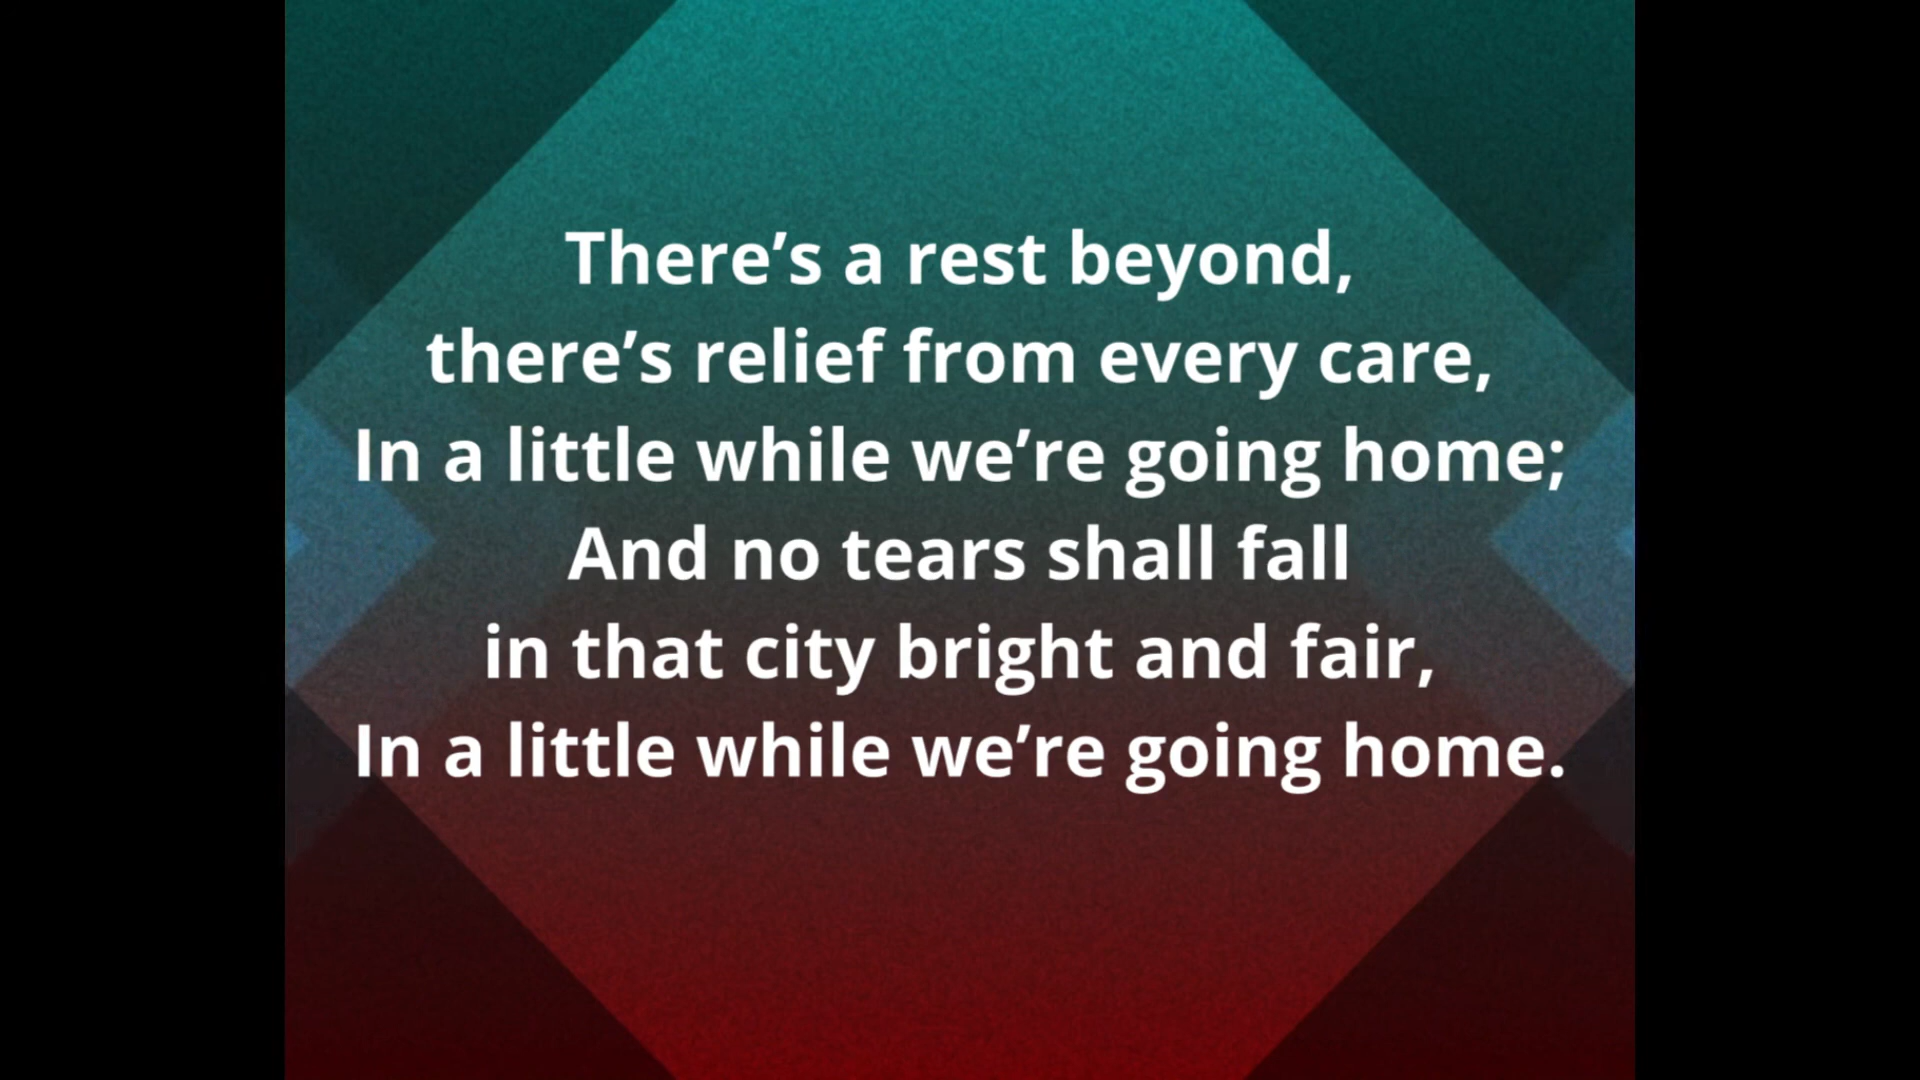 There’s a rest beyond,
there’s relief from every care,
In a little while we’re going home;
And no tears shall fall
in that city bright and fair,
In a little while we’re going home.